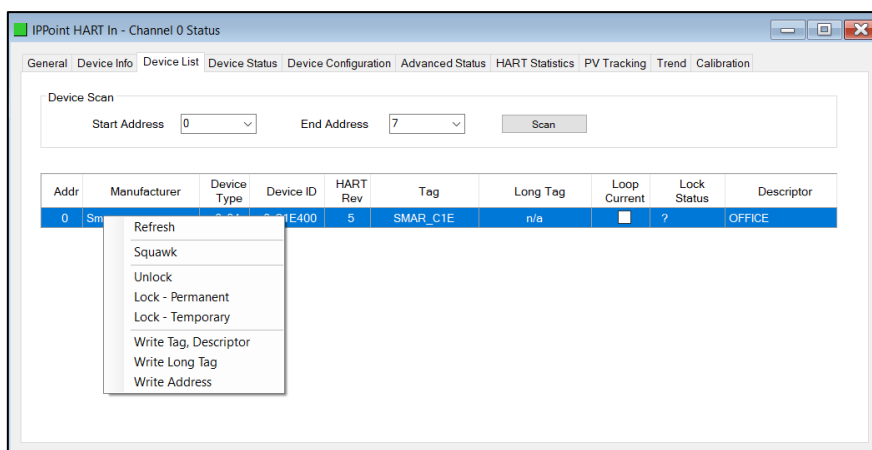 IPPoint HART In - Channel 0 Status
General Device Info Device List Device Status Device Configuration Advanced Status HART Statistics PV Tracking Trend Calibration
Device Scan
Start Address 0 End Address 7 Scan
Addr Manufacturer Device Type Device ID HART Rev Tag Long Tag Loop Current Lock Status Descriptor
0 5 SMAR_C1E n/a ? OFFICE
Refresh
Squawk
Unlock
Lock - Permanent
Lock - Temporary
Write Tag, Descriptor
Write Long Tag
Write Address